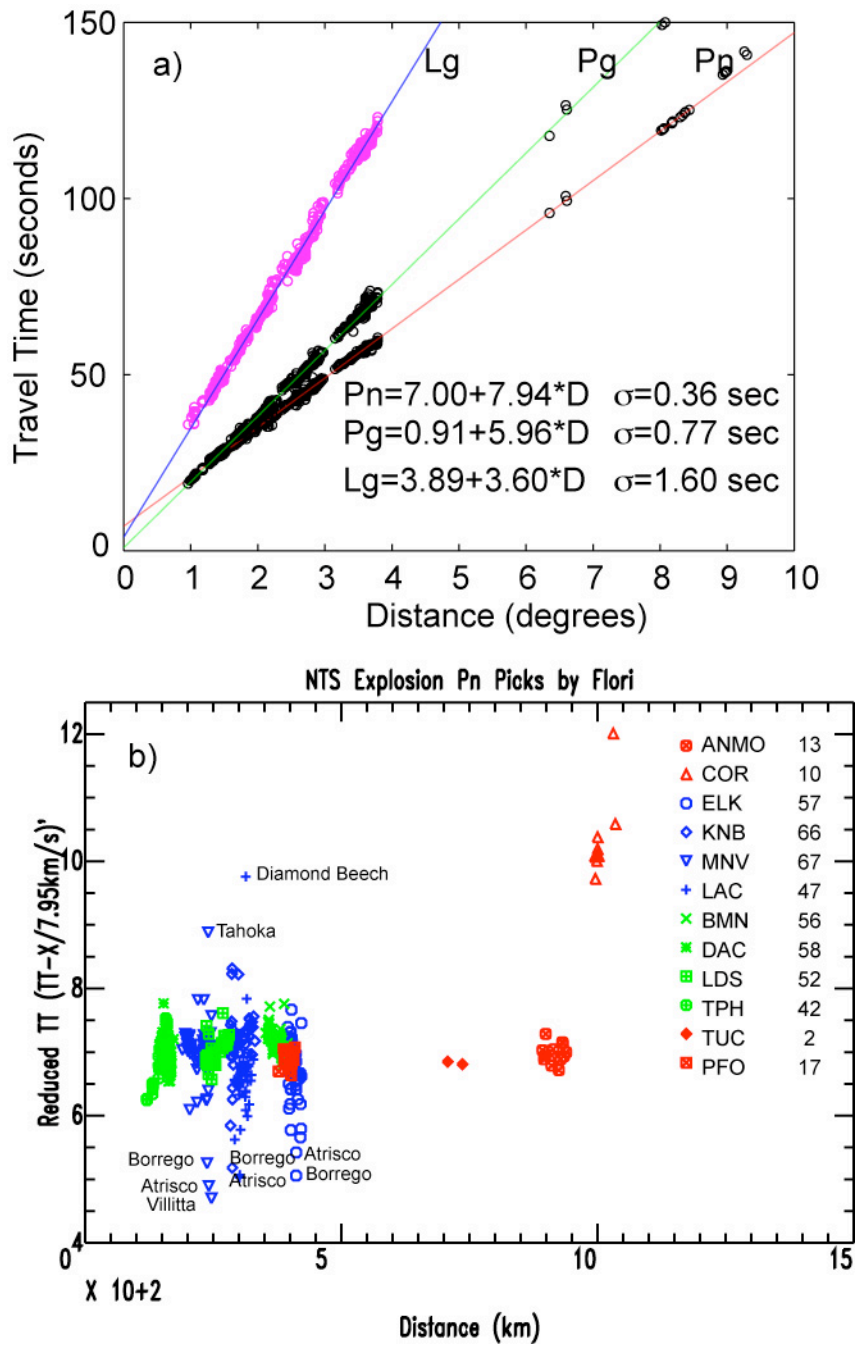 150
a)
Lg
Pg
Pn
100
Travel Time (seconds)
50
Pn=7.00+7.94*D σ=0.36 sec
Pg=0.91+5.96*D σ=0.77 sec
Lg=3.89+3.60*D σ=1.60 sec
0
0 1 2 3 4 5 6 7 8 9 10
Distance (degrees)
NTS Explosion Pn Picks by Flori
12
b)
ANMO 13
COR 10
ELK 57
KNB 66
MNV 67
LAC 47
BMN 56
DAC 58
LDS 52
TPH 42
TUC 2
PFO 17
10
Diamond Beech
Tahoka
8
Reduced TT (TT-X/7.95km/s)'
6
Borrego
Borrego
Atrisco
Atrisco
Atrisco
Borrego
Villitta
4
0 5 10 15
X 10+2
Distance (km)